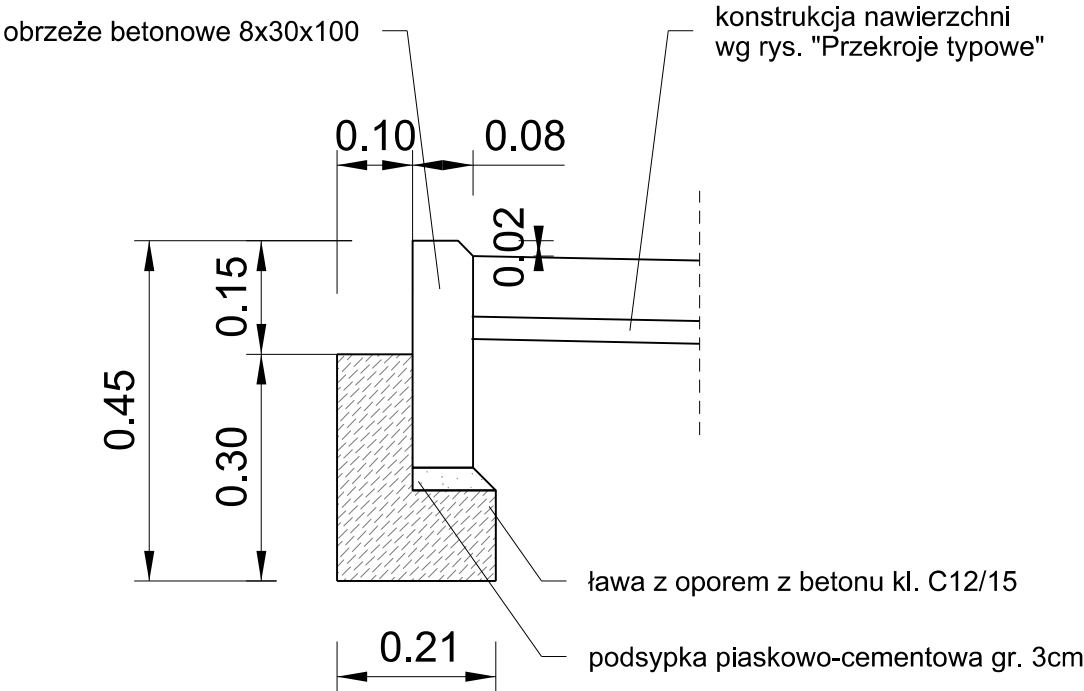 obrzeże betonowe 8x30x100
konstrukcja nawierzchni
wg rys. "Przekroje typowe"
0.10
0.08
0.02
0.15
0.45
0.30
ława z oporem z betonu kl. C12/15
0.21
podsypka piaskowo-cementowa gr. 3cm